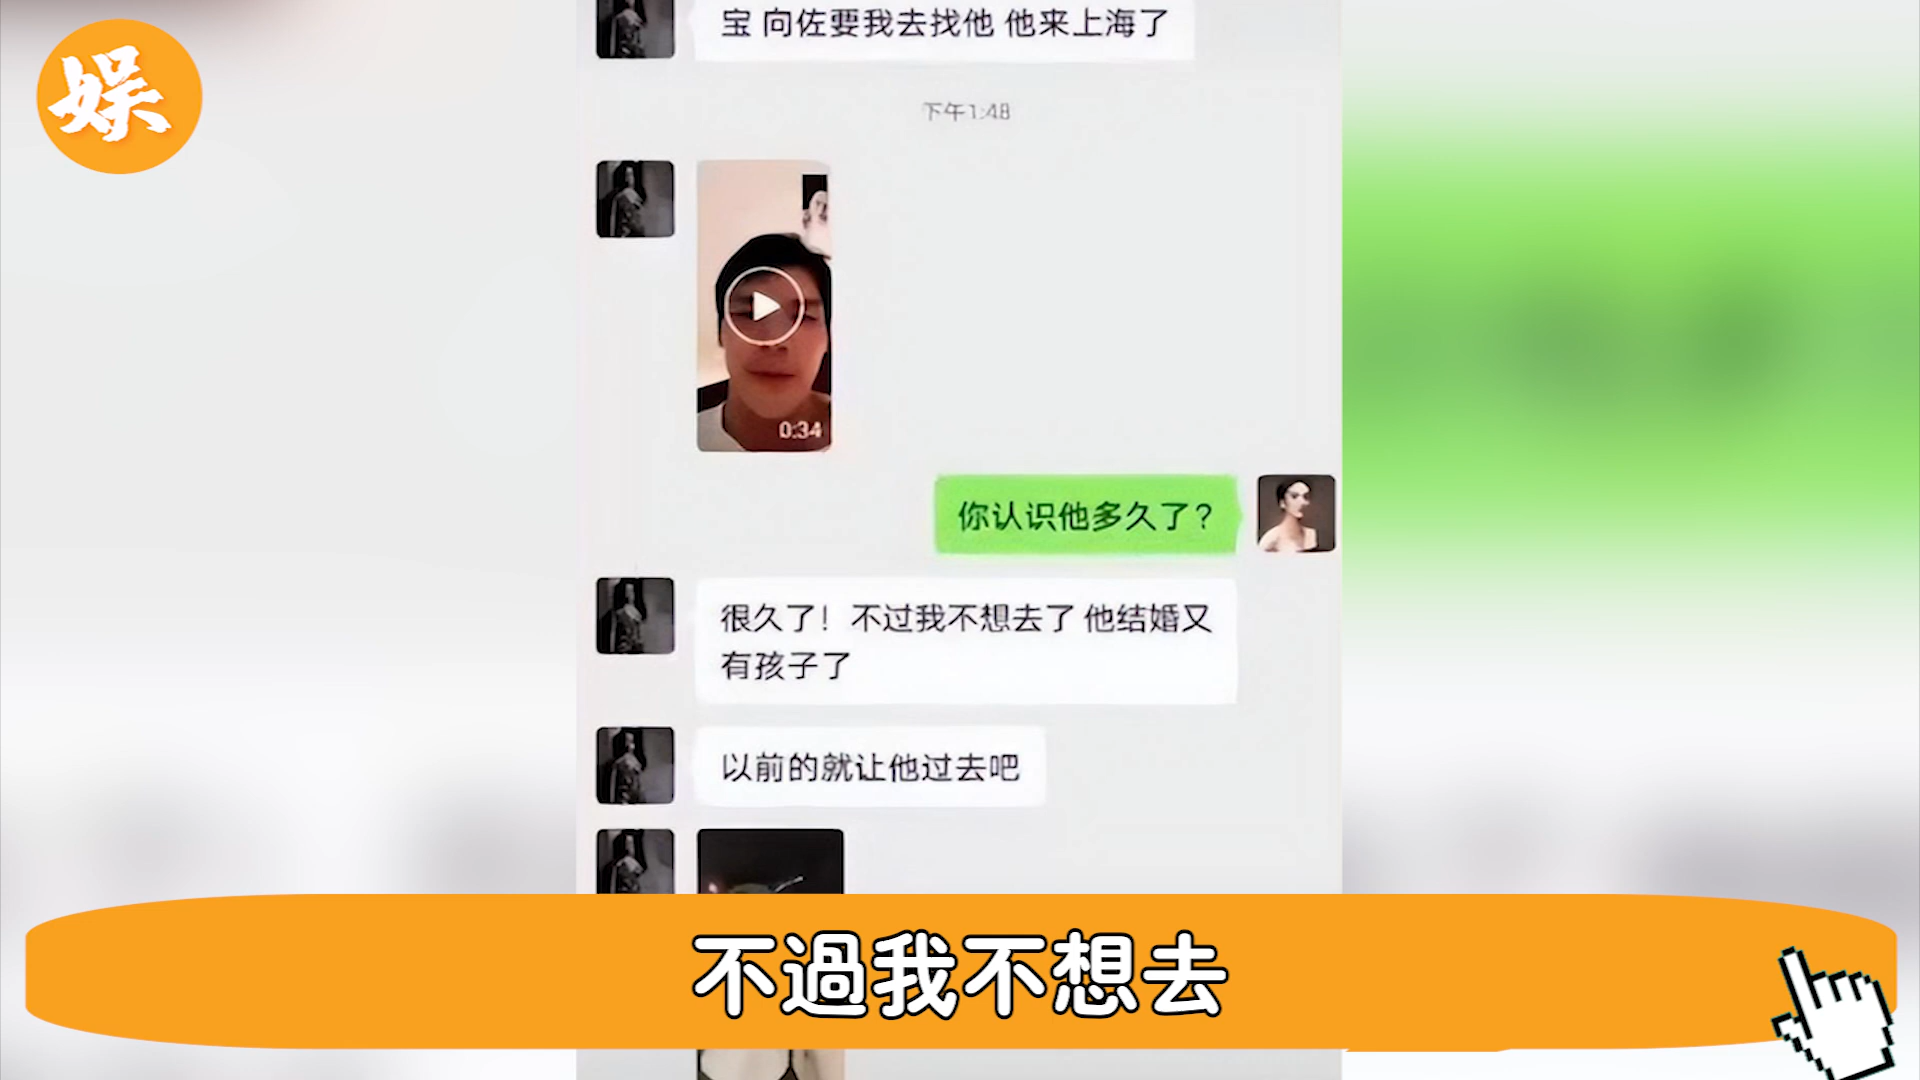 娱
宝 向佐要我去找他 他来上海了
下午1:48
0:34
你认识他多久了?
很久了! 不过我不想去了 他结婚又
有孩子了
以前的就让他过去吧
不過我不想去